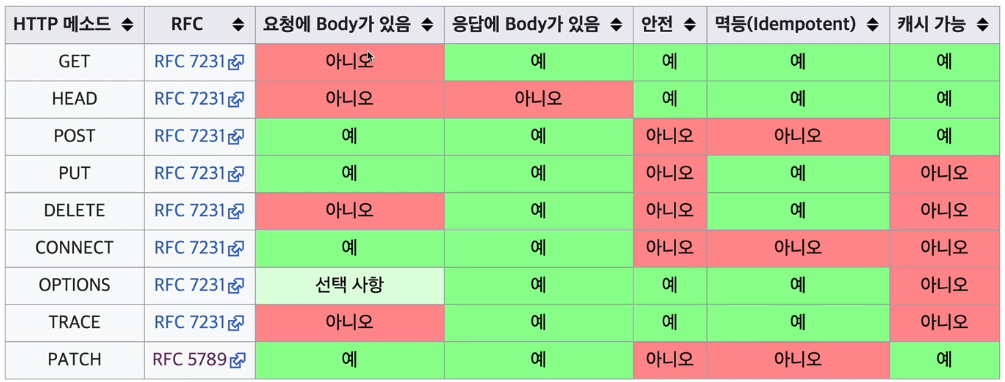 HTTP 메소드 RFC 요청에 Body가 있음 응답에 Body가 있음 안전 멱등(Idempotent) 캐시 가능
GET RFC 7231 아니오 예 예 예 예
HEAD RFC 7231 아니오 아니오 예 예 예
POST RFC 7231 예 예 아니오 아니오 예
PUT RFC 7231 예 예 아니오 예 아니오
DELETE RFC 7231 아니오 예 아니오 예 아니오
CONNECT RFC 7231 예 예 아니오 아니오 아니오
OPTIONS RFC 7231 선택 사항 예 예 예 아니오
TRACE RFC 7231 아니오 예 예 예 아니오
PATCH RFC 5789 예 예 아니오 아니오 예